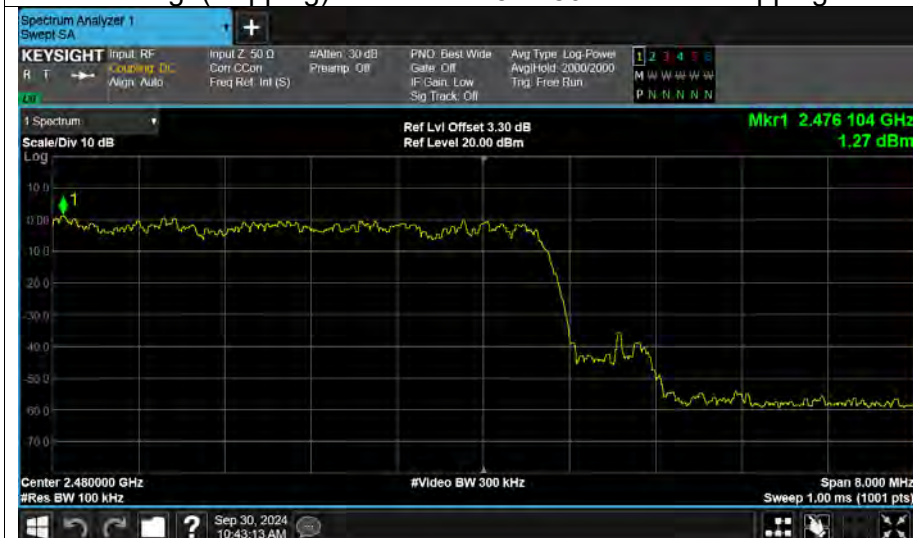 (Hopping)
Spectrum Analyzer 1
Swept SA
+
KEYSIGHT Input: RF Input Z: 50 Ω #Atten: 30 dB PNO: Best Wide Avg Type: Log-Power 1 2 3 4 5 6
R T Coupling: DC Corr CCorr Preamp: Off Gate: Off Avg|Hold: 2000/2000 M W W W W W
Align: Auto Freq Ref: Int (S) IF Gain: Low Trig: Free Run
Sig Track: Off P N N N N N
1 Spectrum
Scale/Div 10 dB
Ref Lvl Offset 3.30 dB
Ref Level 20.00 dBm
Mkr1 2.476 104 GHz
1.27 dBm
Log
10.0
1
0.00
-10.0
-20.0
-30.0
-40.0
-50.0
-60.0
-70.0
Center 2.480000 GHz #Video BW 300 kHz Span 8.000 MHz
#Res BW 100 kHz Sweep 1.00 ms (1001 pts)
? Sep 30, 2024
10:43:13 AM